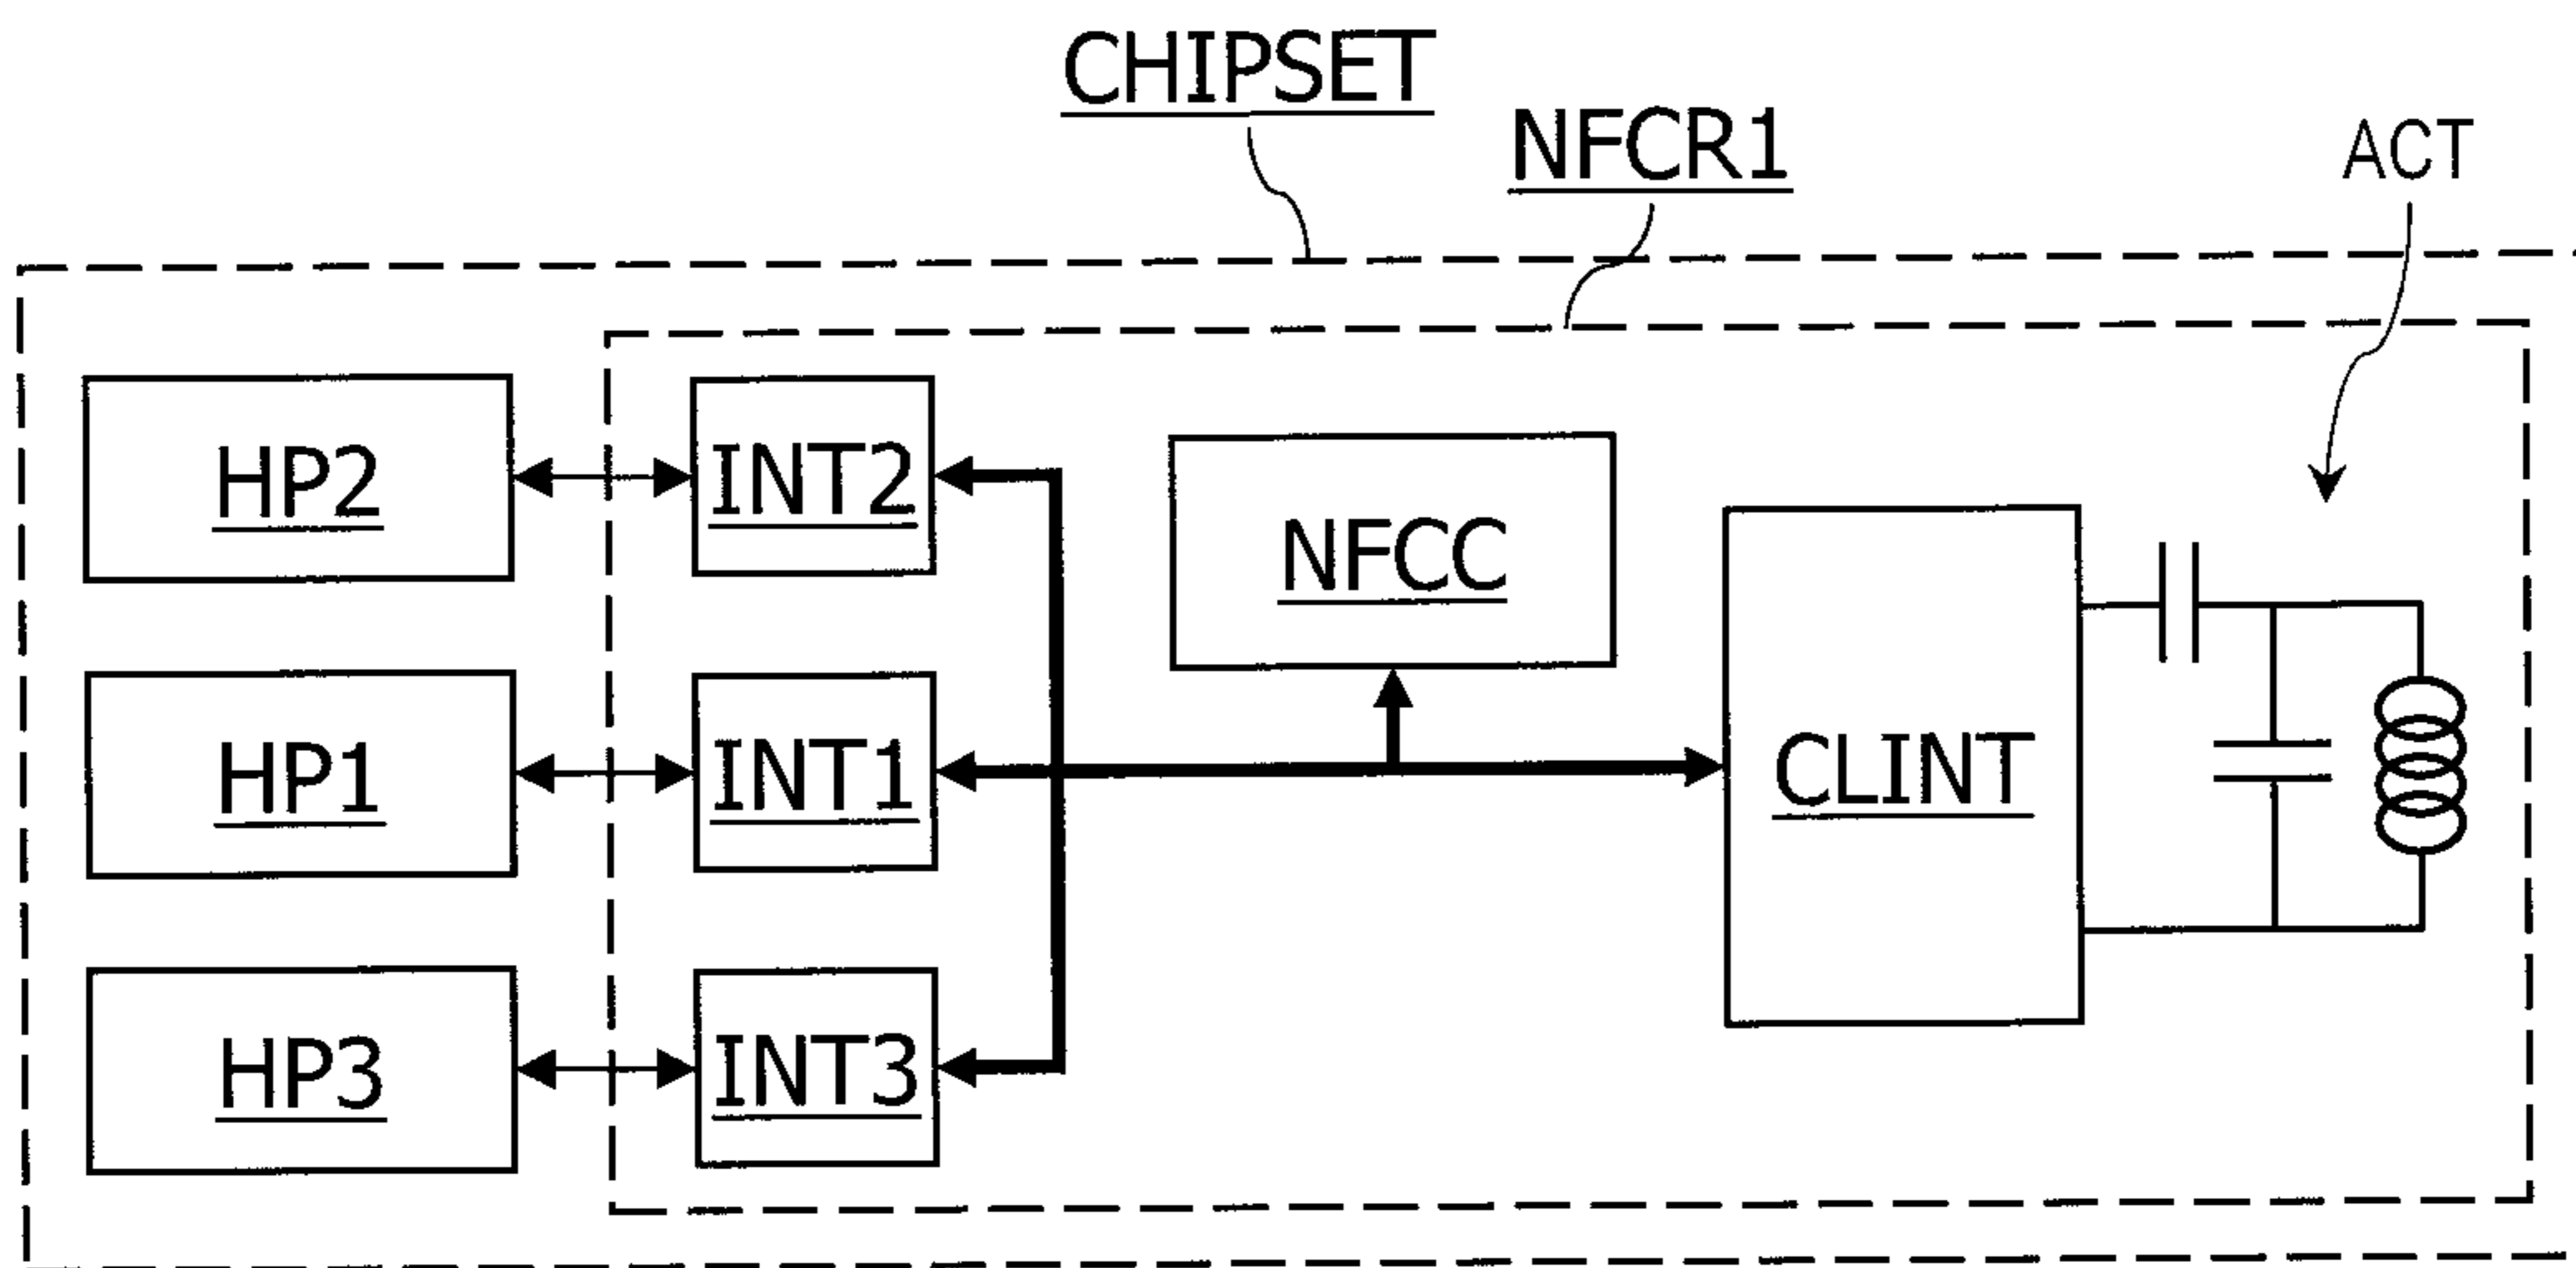 CHIPSET
NFCR1
ACT
HP2
INT2
NFCC
HP1
INT1
CLINT
HP3
INT3